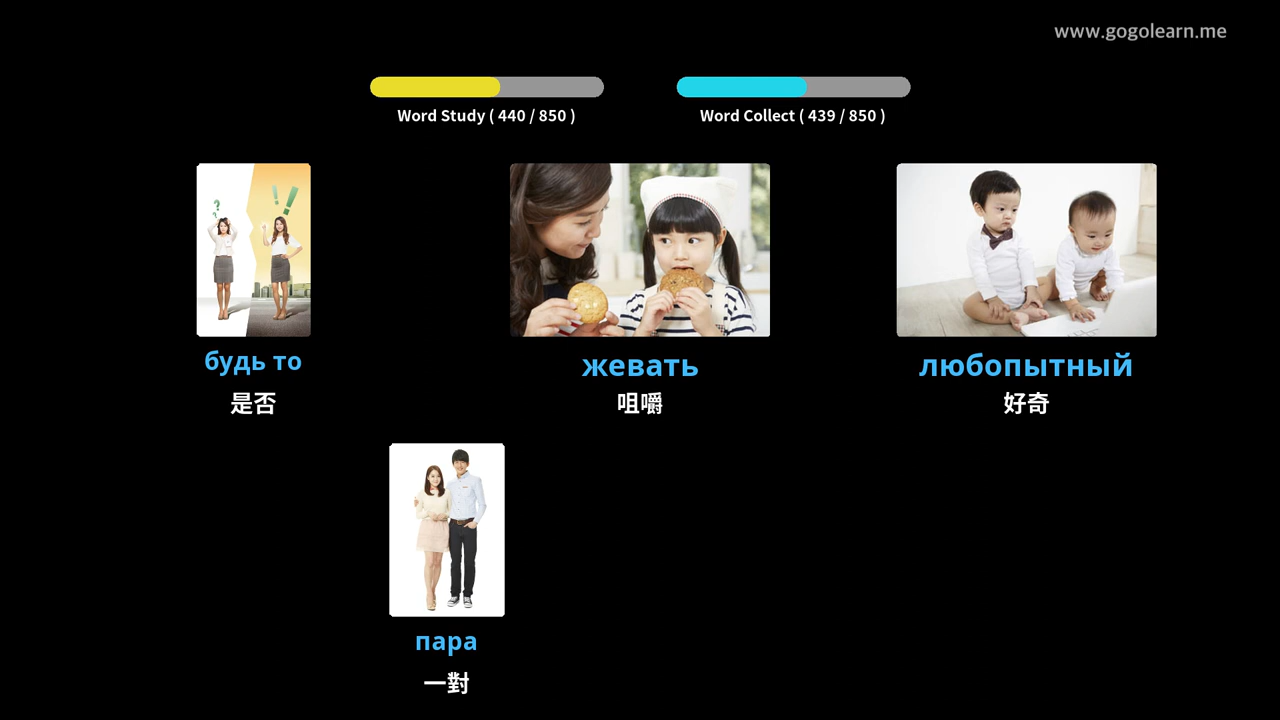 www.gogolearn.me
Word Study ( 440 / 850 )
Word Collect ( 439 / 850 )
будь то
是否
жевать
咀嚼
любопытный
好奇
пара
一對